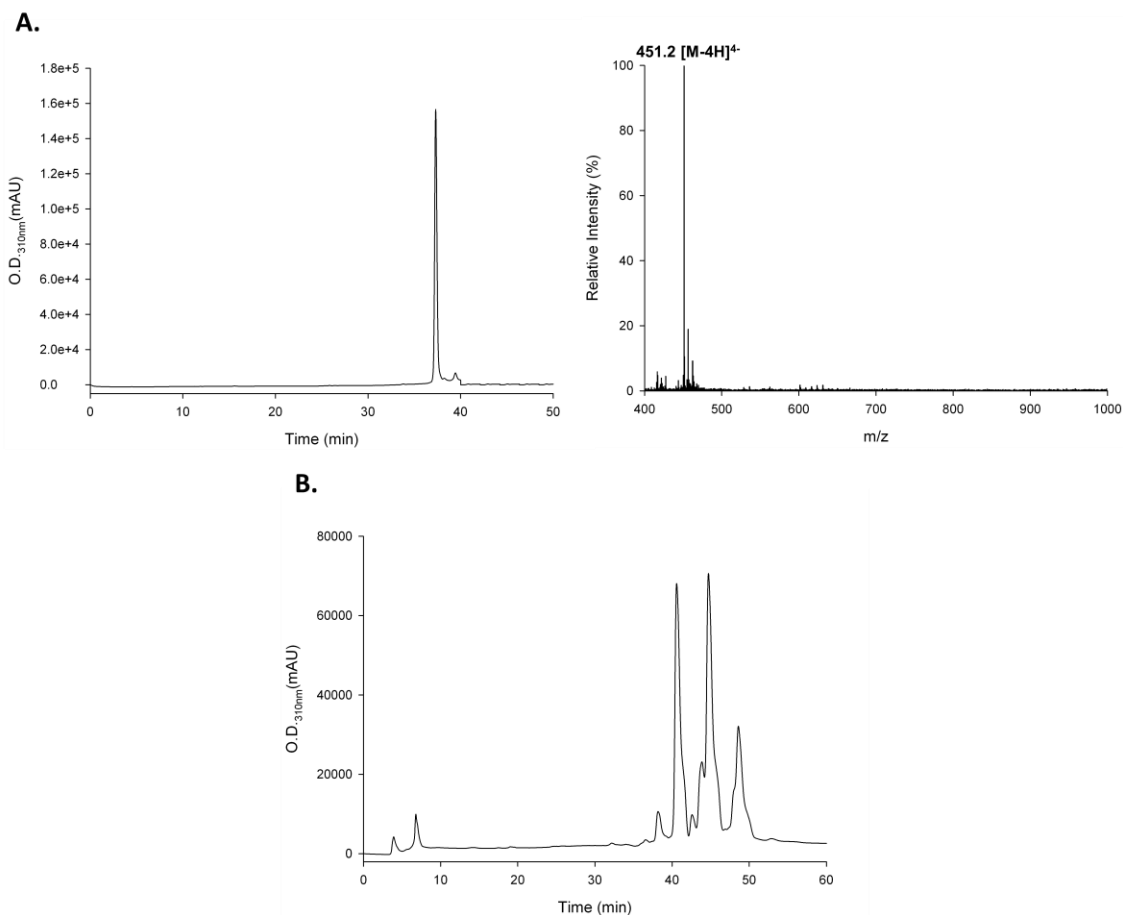 A.
451.2 [M-4H]4-
1.8e+5
1.6e+5
1.4e+5
1.2e+5
1.0e+5
8.0e+4
6.0e+4
4.0e+4
2.0e+4
0.0
O.D.310nm(mAU)
0 10 20 30 40 50
Time (min)
100
80
60
40
20
0
Relative Intensity (%)
400 500 600 700 800 900 1000
m/z
B.
80000
60000
40000
20000
0
O.D.310nm(mAU)
0 10 20 30 40 50 60
Time (min)